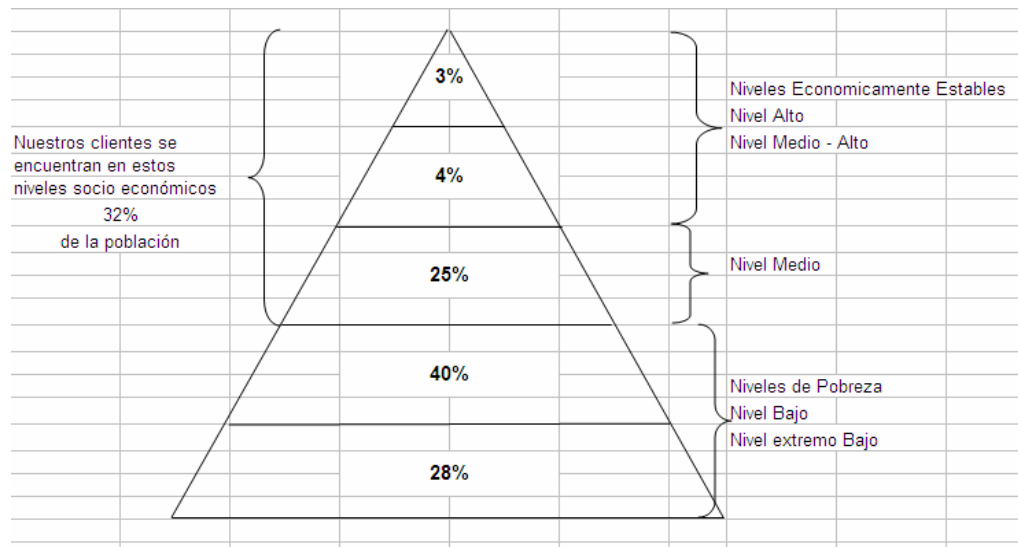 3%
4%
25%
40%
28%
Nuestros clientes se
encuentran en estos
niveles socio económicos
32%
de la población
Niveles Economicamente Estables
Nivel Alto
Nivel Medio - Alto
Nivel Medio
Niveles de Pobreza
Nivel Bajo
Nivel extremo Bajo